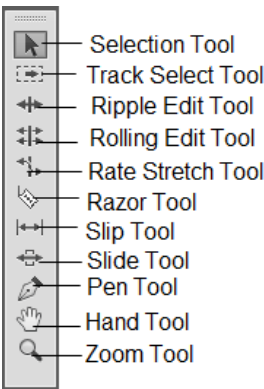 Selection Tool
Track Select Tool
Ripple Edit Tool
Rolling Edit Tool
Rate Stretch Tool
Razor Tool
Slip Tool
Slide Tool
Pen Tool
Hand Tool
Zoom Tool